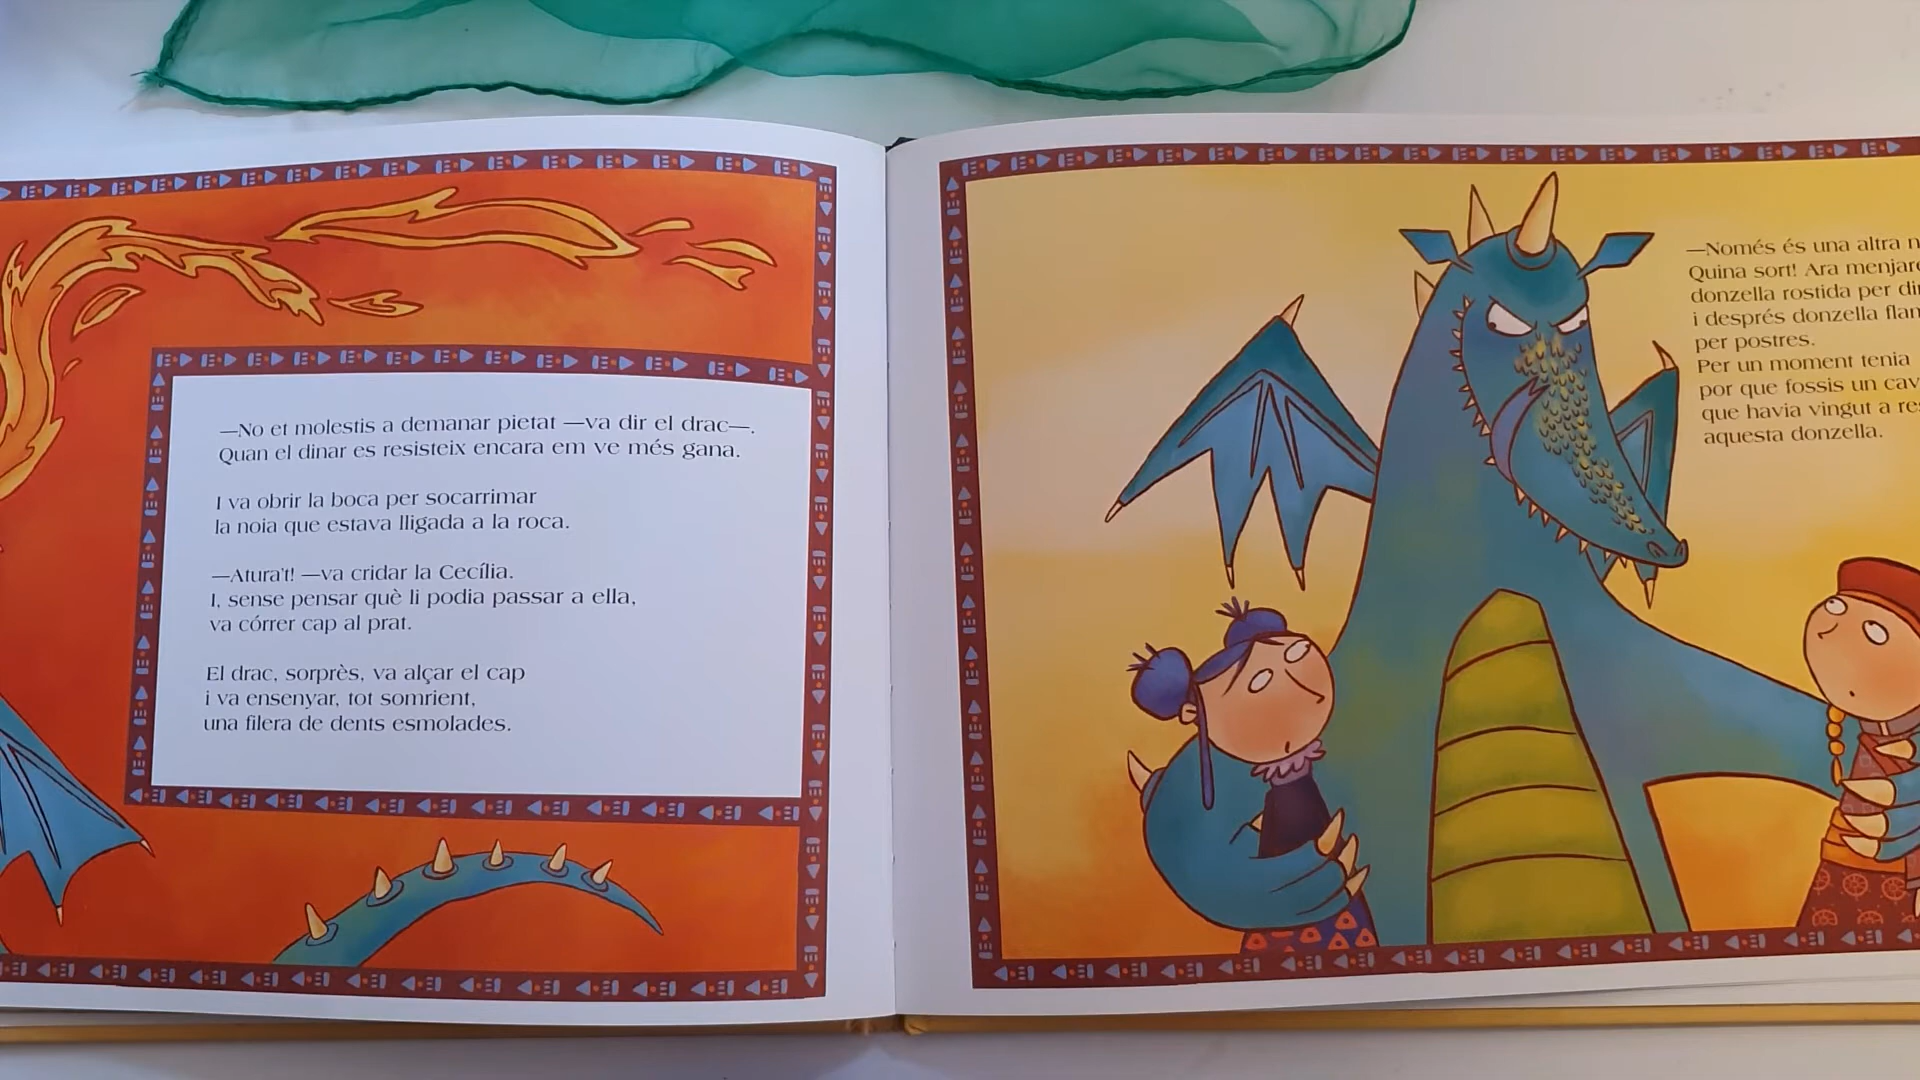 —No et molestis a demanar pietat —va dir el drac—.
Quan el dinar es resisteix encara em ve més gana.
I va obrir la boca per socarrimar
la noia que estava lligada a la roca.
—Atura't! —va cridar la Cecília.
I, sense pensar què li podia passar a ella,
va córrer cap al prat.
El drac, sorprès, va alçar el cap
i va ensenyar, tot somrient,
una filera de dents esmolades.
—Només és una altra
Quina sort! Ara
donzella rostida per
i després donzella
per postres.
Per un moment tenia
por que fossis un
que havia vingut a
aquesta donzella.